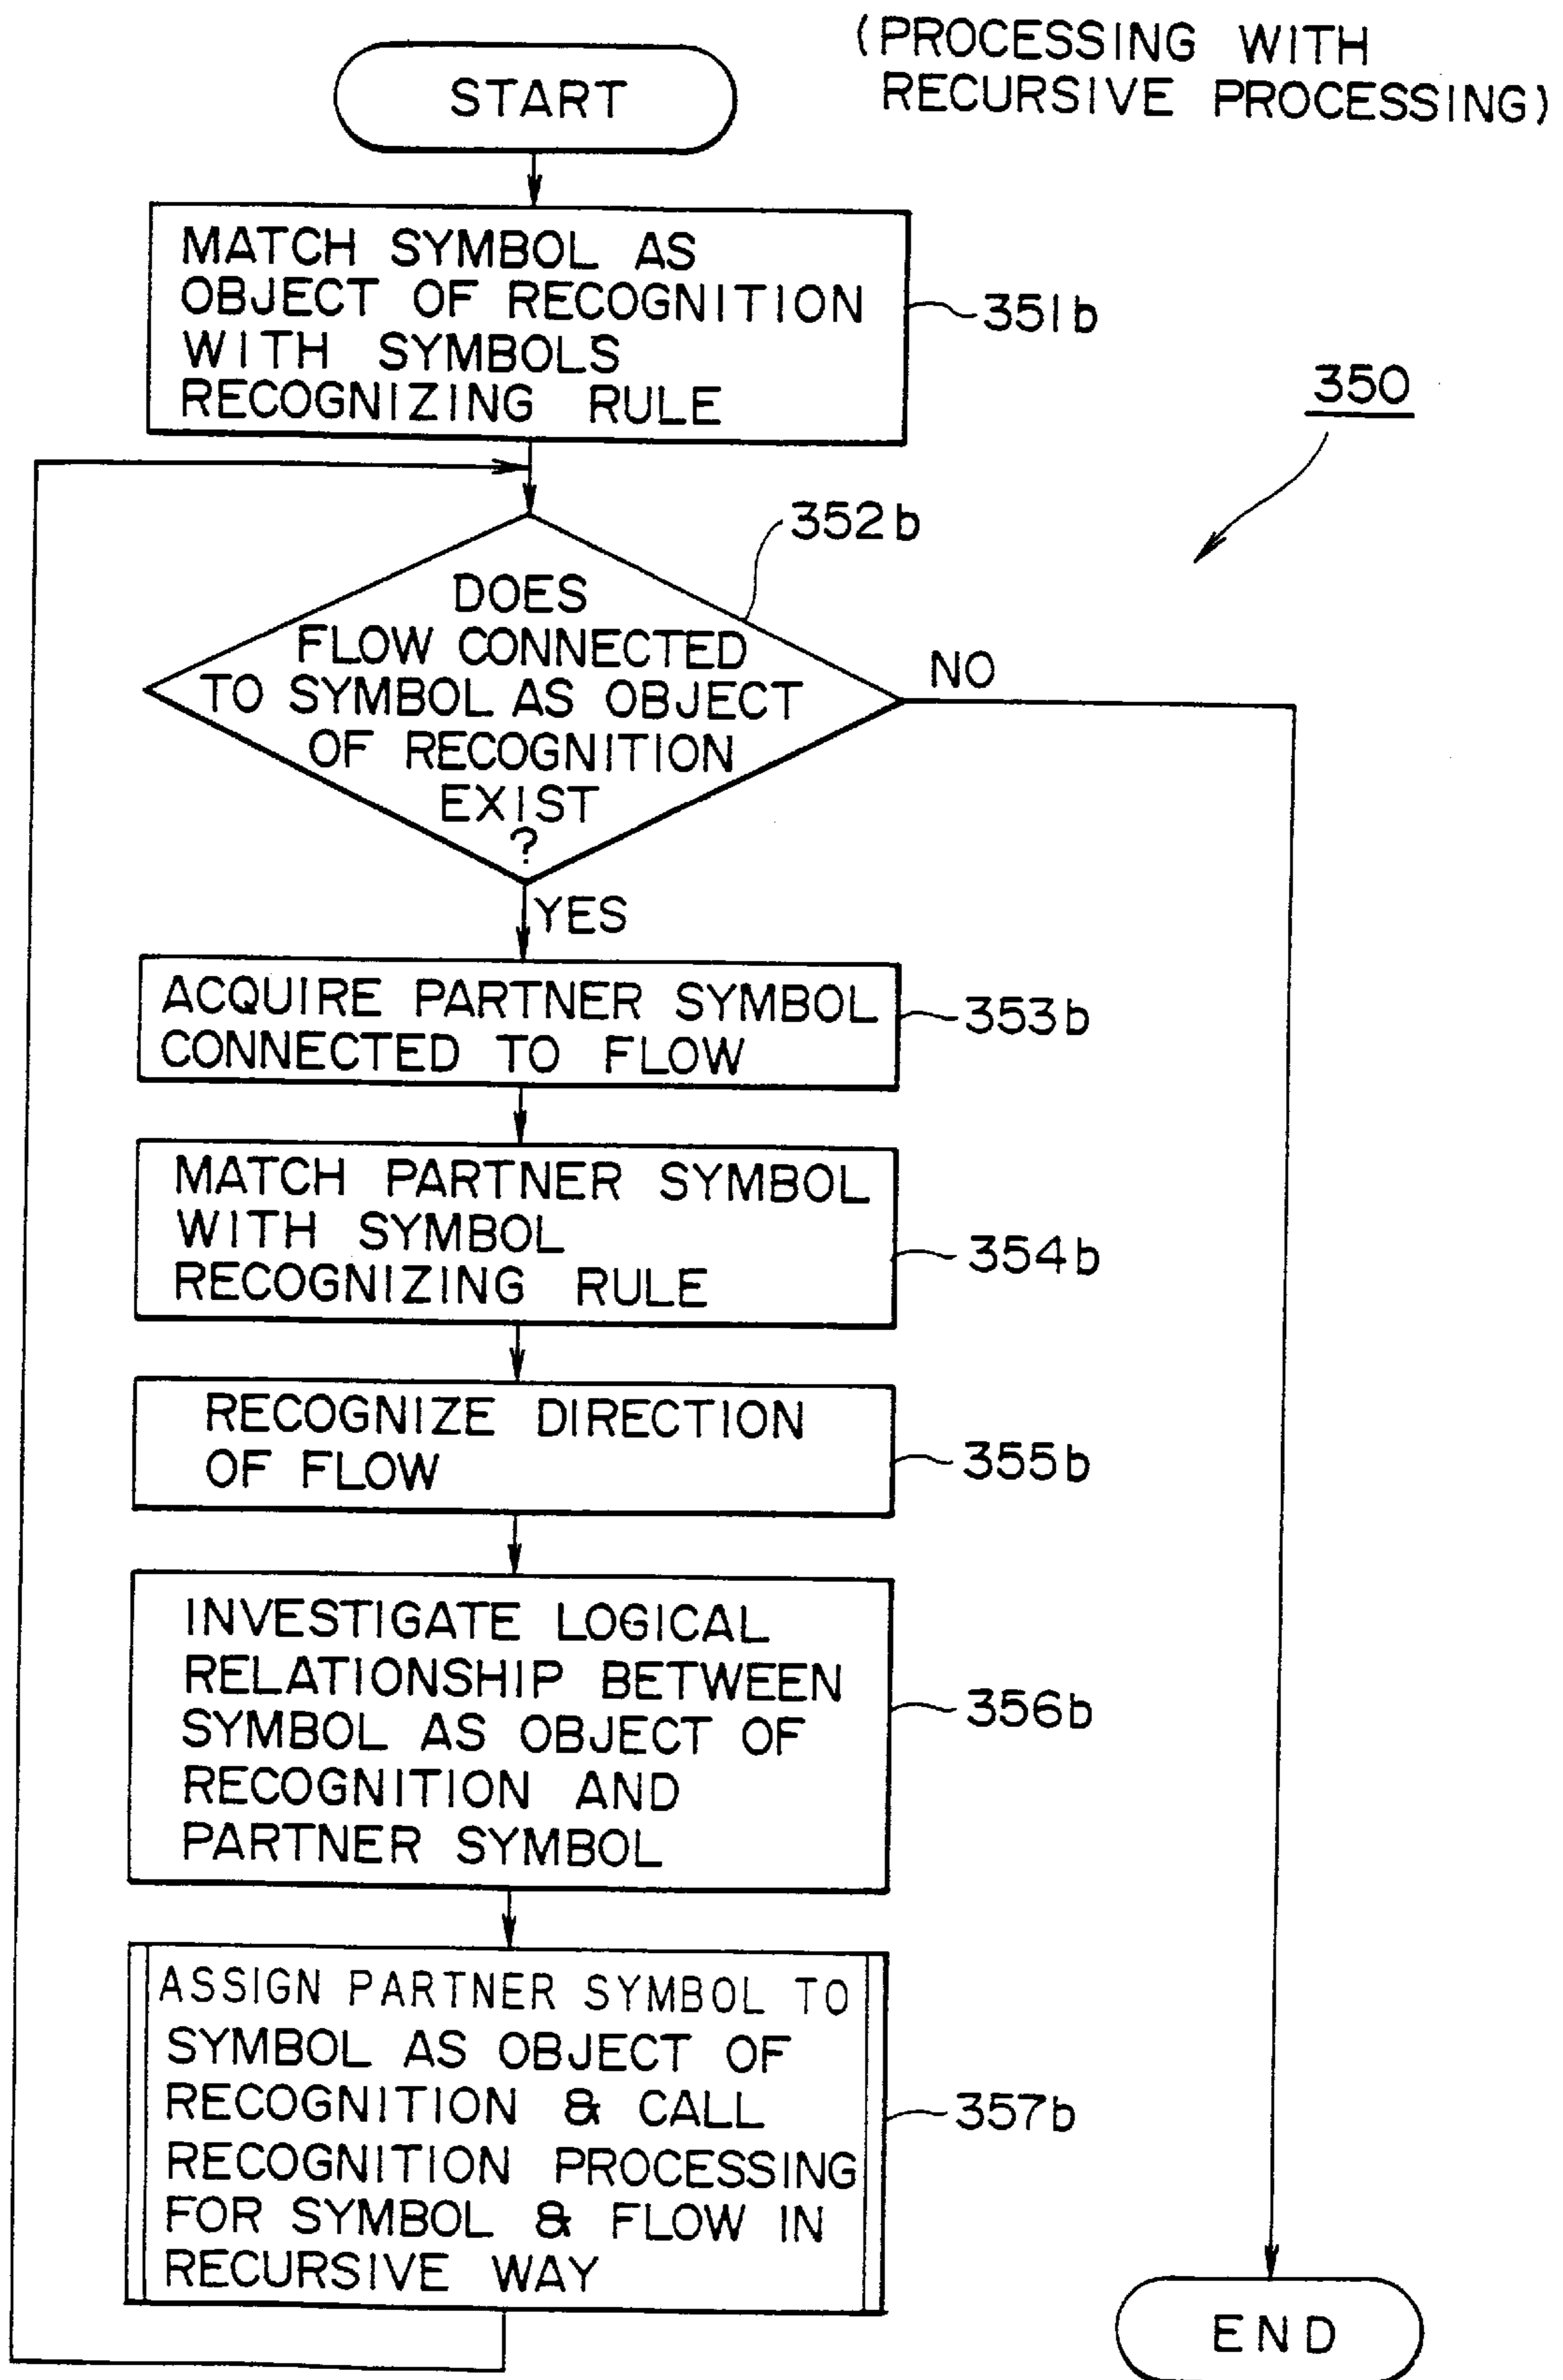 (PROCESSING WITH
RECURSIVE PROCESSING)
START
MATCH SYMBOL AS
OBJECT OF RECOGNITION
WITH SYMBOLS
RECOGNIZING RULE
351b
350
352b
DOES
FLOW CONNECTED
TO SYMBOL AS OBJECT
OF RECOGNITION
EXIST
?
NO
YES
ACQUIRE PARTNER SYMBOL
CONNECTED TO FLOW
353b
MATCH PARTNER SYMBOL
WITH SYMBOL
RECOGNIZING RULE
354b
RECOGNIZE DIRECTION
OF FLOW
355b
INVESTIGATE LOGICAL
RELATIONSHIP BETWEEN
SYMBOL AS OBJECT OF
RECOGNITION AND
PARTNER SYMBOL
356b
ASSIGN PARTNER SYMBOL TO
SYMBOL AS OBJECT OF
RECOGNITION & CALL
RECOGNITION PROCESSING
FOR SYMBOL & FLOW IN
RECURSIVE WAY
357b
END